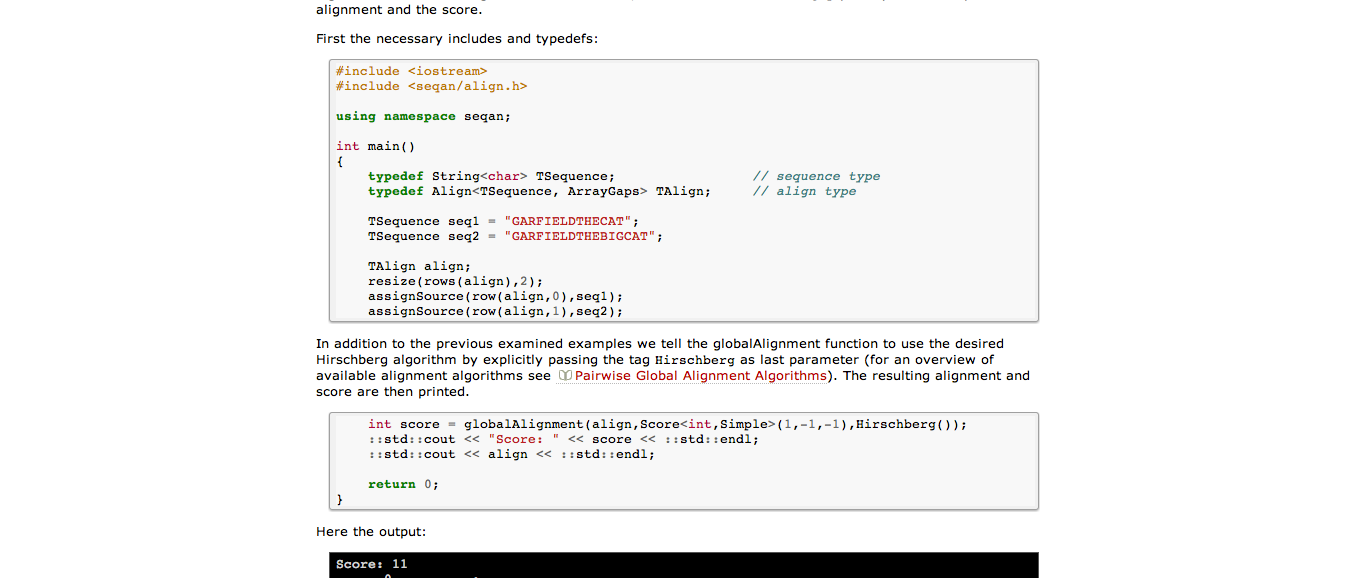 alignment and the score.
First the necessary includes and typedefs:
#include <iostream>
#include <seqan/align.h>
using namespace seqan;
int main()
{
typedef String<char> TSequence; // sequence type
typedef Align<TSequence, ArrayGaps> TAlign; // align type
TSequence seq1 = "GARFIELDTHECAT";
TSequence seq2 = "GARFIELDTHEBIGCAT";
TAlign align;
resize(rows(align),2);
assignSource(row(align,0),seq1);
assignSource(row(align,1),seq2);
In addition to the previous examined examples we tell the globalAlignment function to use the desired
Hirschberg algorithm by explicitly passing the tag Hirschberg as last parameter (for an overview of
available alignment algorithms see Pairwise Global Alignment Algorithms). The resulting alignment and
score are then printed.
int score = globalAlignment(align,Score<int,Simple>(1,-1,-1),Hirschberg());
::std::cout << "Score: " << score << ::std::endl;
::std::cout << align << ::std::endl;
return 0;
}
Here the output:
Score: 11